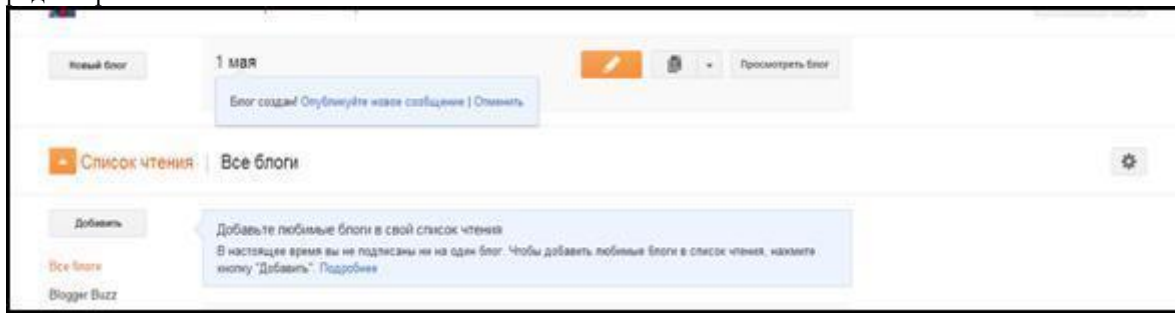 Новый блог
1 мая
Просмотреть блог
Блог создан! Опубликуйте новое сообщение | Отменить
Список чтения | Все блоги
Добавить
Добавьте любимые блоги в свой список чтения
В настоящее время вы не подписаны ни на один блог. Чтобы добавить любимые блоги в список чтения, нажмите
кнопку "Добавить". Подробнее
Все блоги
Blogger Buzz